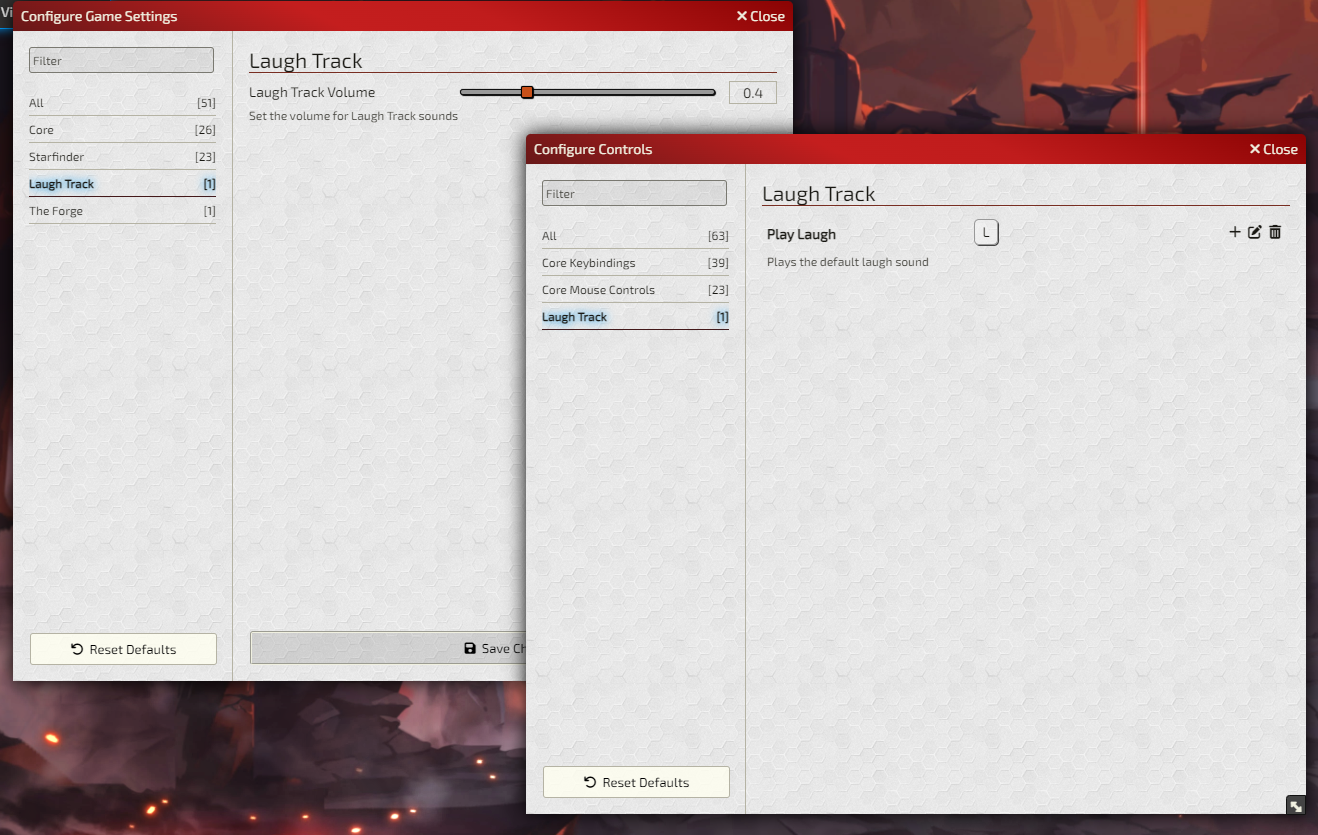 Vi
Configure Game Settings
Close
Filter
All [51]
Core [26]
Starfinder [23]
Laugh Track [1]
The Forge [1]
Reset Defaults
Laugh Track
Laugh Track Volume 0.4
Set the volume for Laugh Track sounds
Save Ch
Configure Controls
Close
Filter
All [63]
Core Keybindings [39]
Core Mouse Controls [23]
Laugh Track [1]
Reset Defaults
Laugh Track
Play Laugh L
Plays the default laugh sound